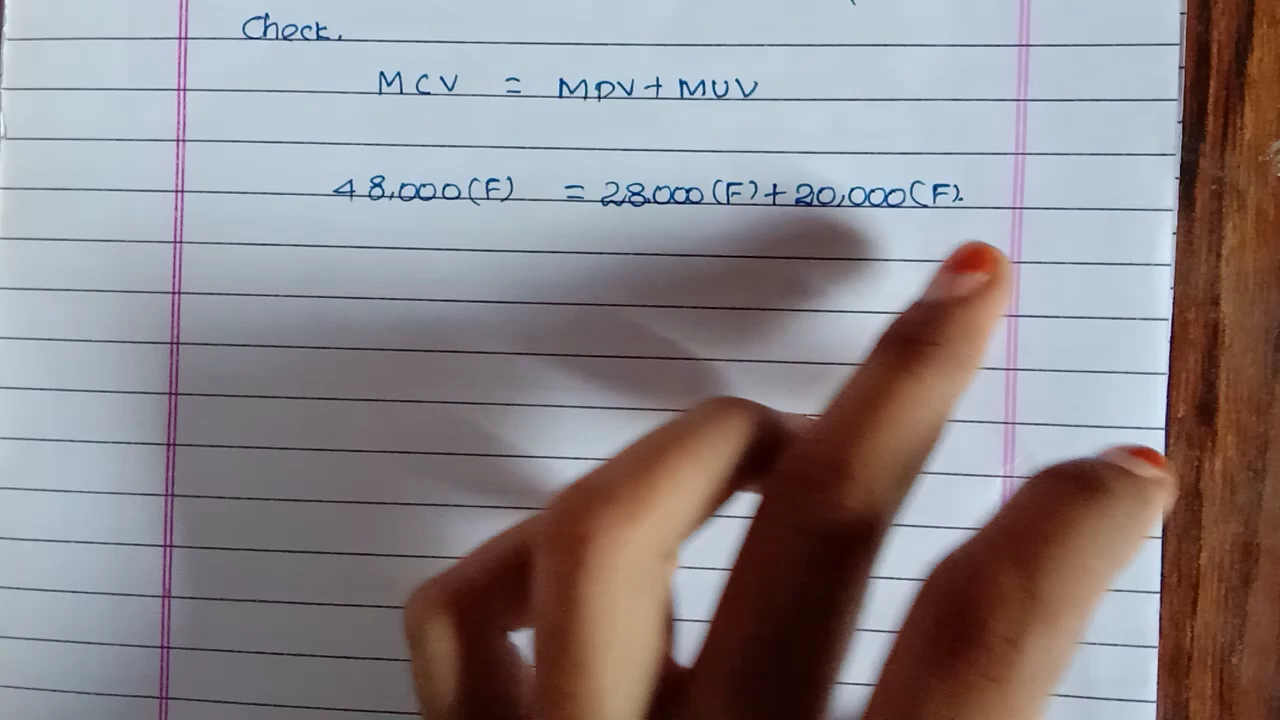 Check.
MCV = MPV + MUV
48,000(F) = 28.000 (F) + 20,000(F).